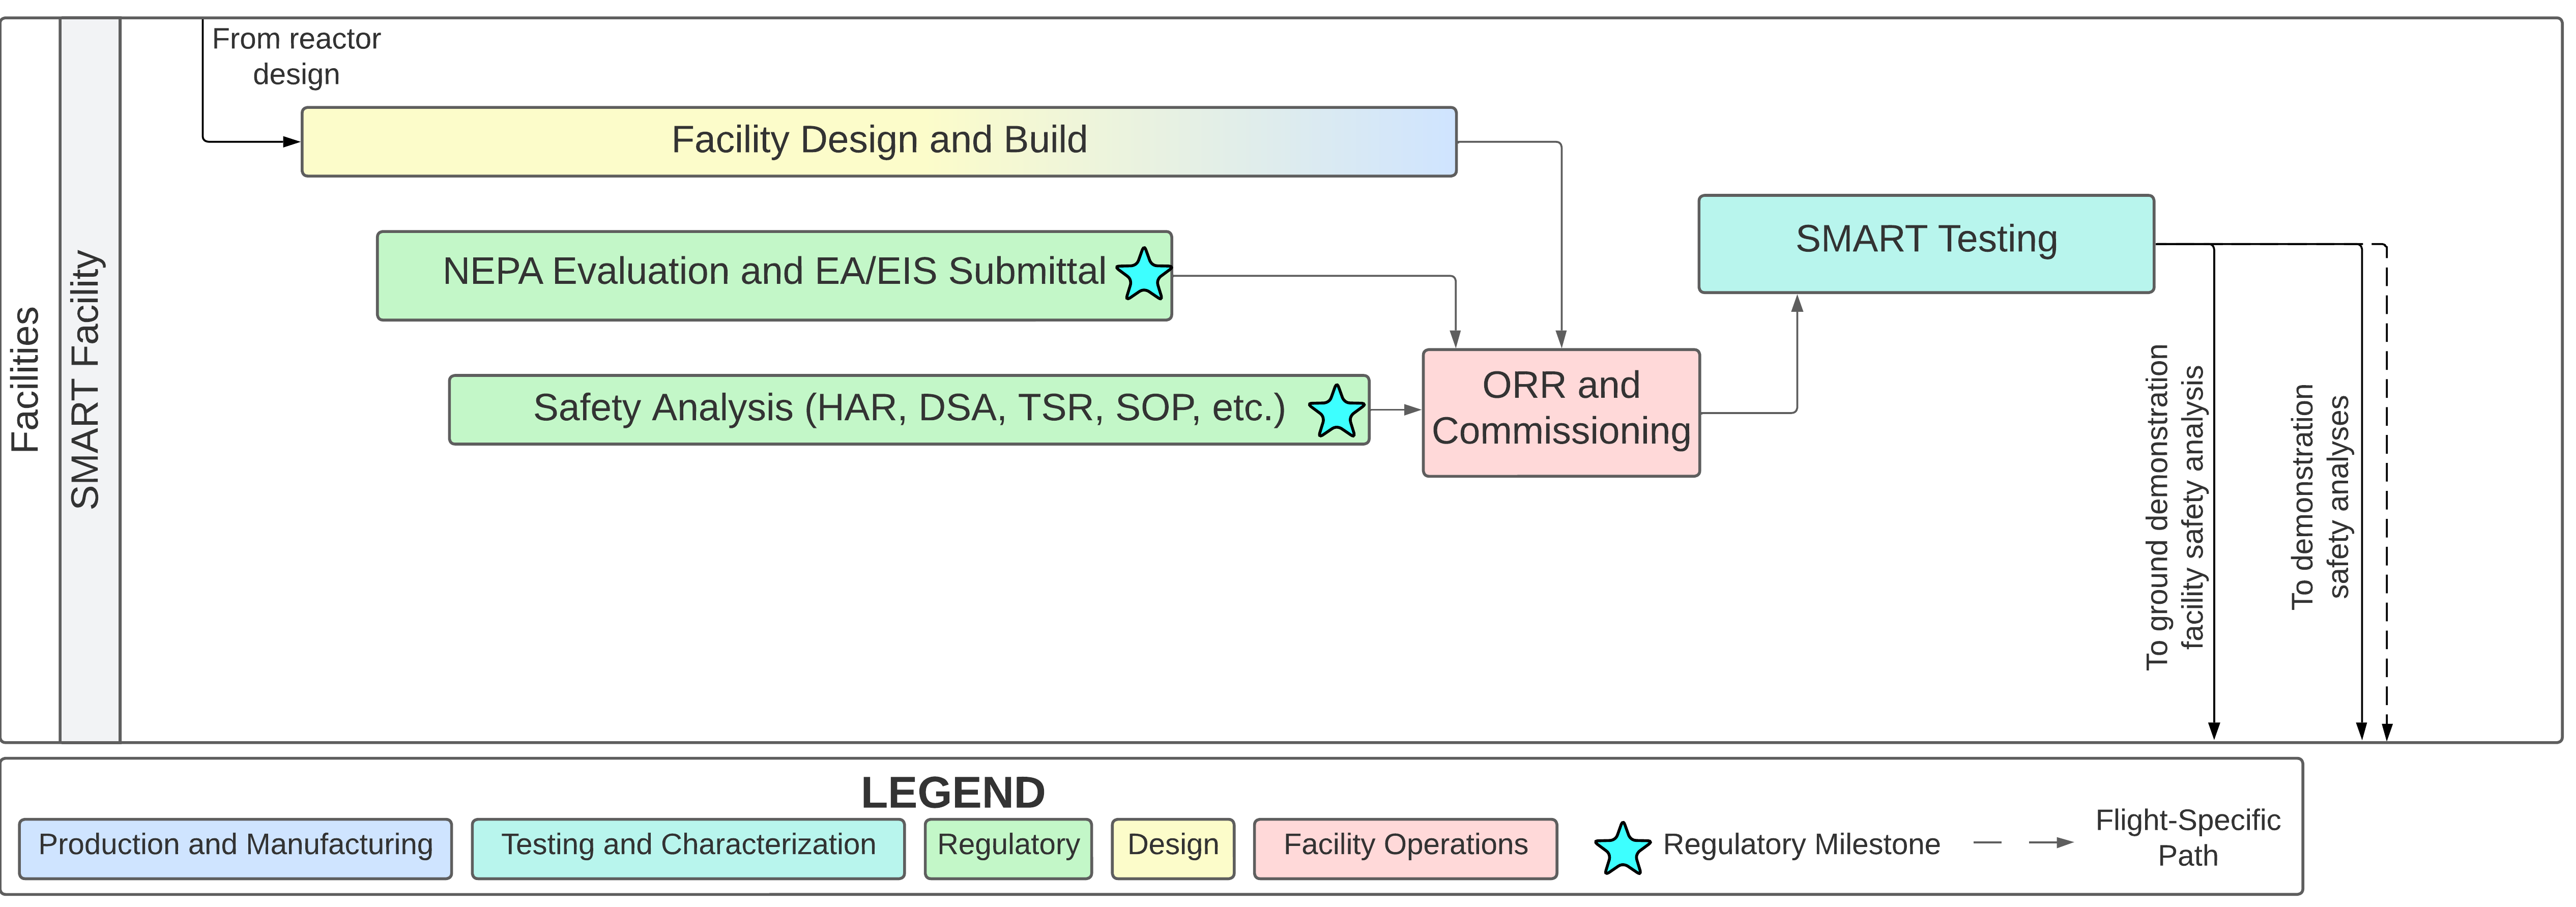 From reactor
design
Facility Design and Build
SMART Testing
NEPA Evaluation and EA/EIS Submittal
Safety Analysis (HAR, DSA, TSR, SOP, etc.)
ORR and
Commissioning
Facilities
SMART Facility
To ground demonstration
facility safety analysis
To demonstration
safety analyses
LEGEND
Production and Manufacturing
Testing and Characterization
Regulatory
Design
Facility Operations
Regulatory Milestone
Flight-Specific
Path